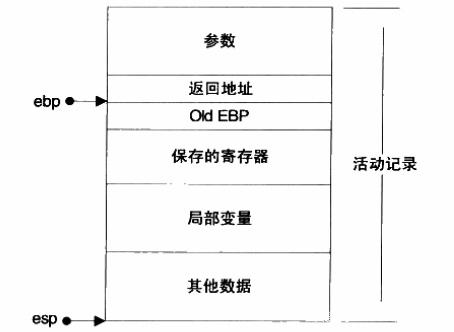 参数
返回地址
ebp
Old EBP
保存的寄存器
活动记录
局部变量
其他数据
esp